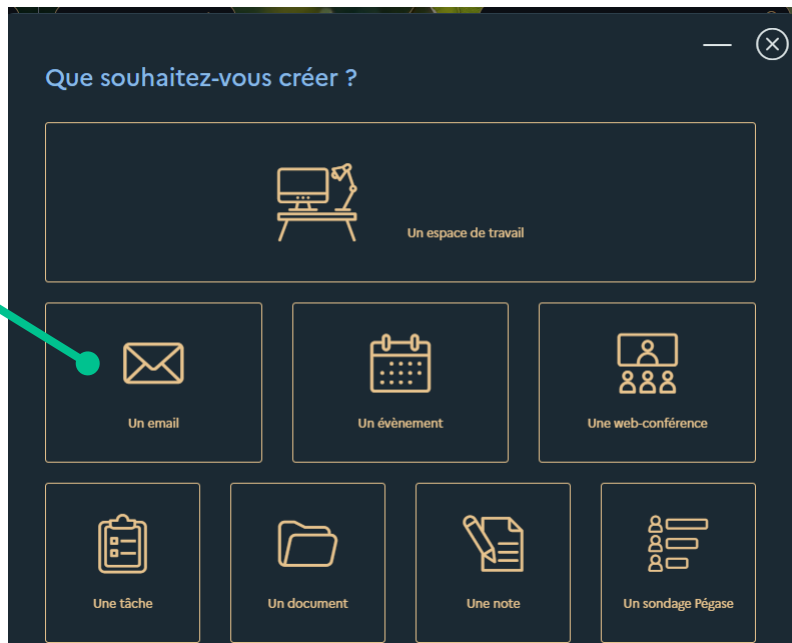 Que souhaitez-vous créer ?
Un espace de travail
Un email
Un évènement
Une web-conférence
Une tâche
Un document
Une note
Un sondage Pégase